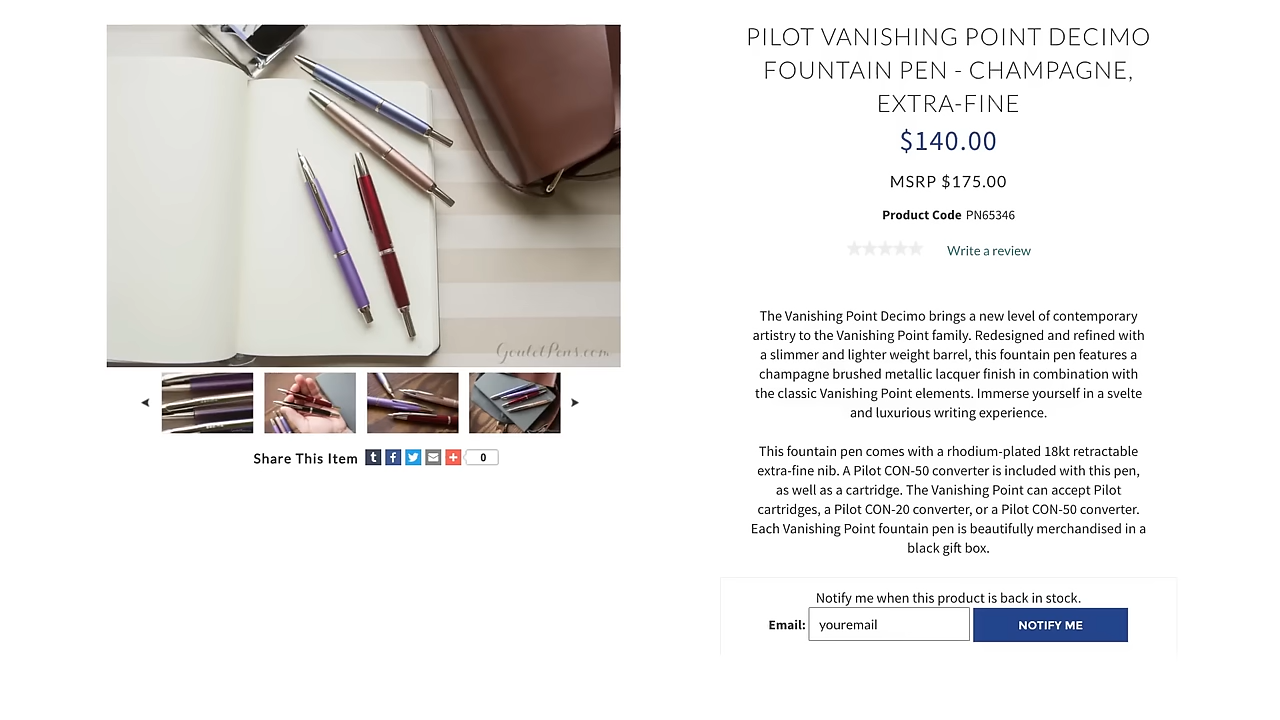 PILOT VANISHING POINT DECIMO
FOUNTAIN PEN - CHAMPAGNE,
EXTRA-FINE
$140.00
MSRP $175.00
Product Code PN65346
Write a review
The Vanishing Point Decimo brings a new level of contemporary
artistry to the Vanishing Point family. Redesigned and refined with
a slimmer and lighter weight barrel, this fountain pen features a
champagne brushed metallic lacquer finish in combination with
the classic Vanishing Point elements. Immerse yourself in a svelte
and luxurious writing experience.
This fountain pen comes with a rhodium-plated 18kt retractable
extra-fine nib. A Pilot CON-50 converter is included with this pen,
as well as a cartridge. The Vanishing Point can accept Pilot
cartridges, a Pilot CON-20 converter, or a Pilot CON-50 converter.
Each Vanishing Point fountain pen is beautifully merchandised in a
black gift box.
Notify me when this product is back in stock.
Email: youremail NOTIFY ME
GouletPens.com
Share This Item t f + 0